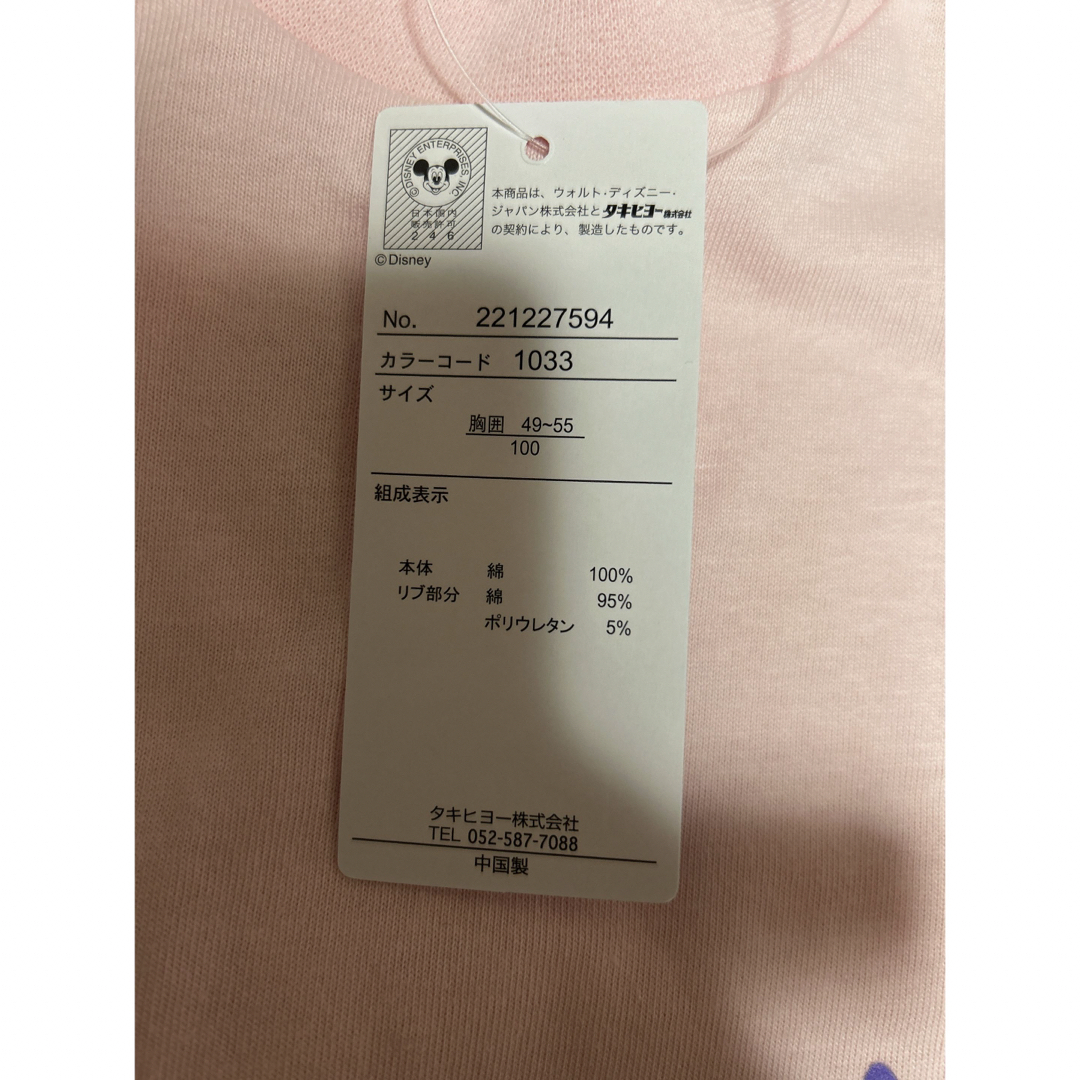 ©DISNEY ENTERPRISES, INC.
日本国内
販売許可
2 4 6
©Disney
本商品は、ウォルト・ディズニー・
ジャパン株式会社とタキヒヨー株式会社
の契約により、製造したものです。
No. 221227594
カラーコード 1033
サイズ
胸囲 49~55
100
組成表示
本体 綿 100%
リブ部分 綿 95%
ポリウレタン 5%
タキヒヨー株式会社
TEL 052-587-7088
中国製